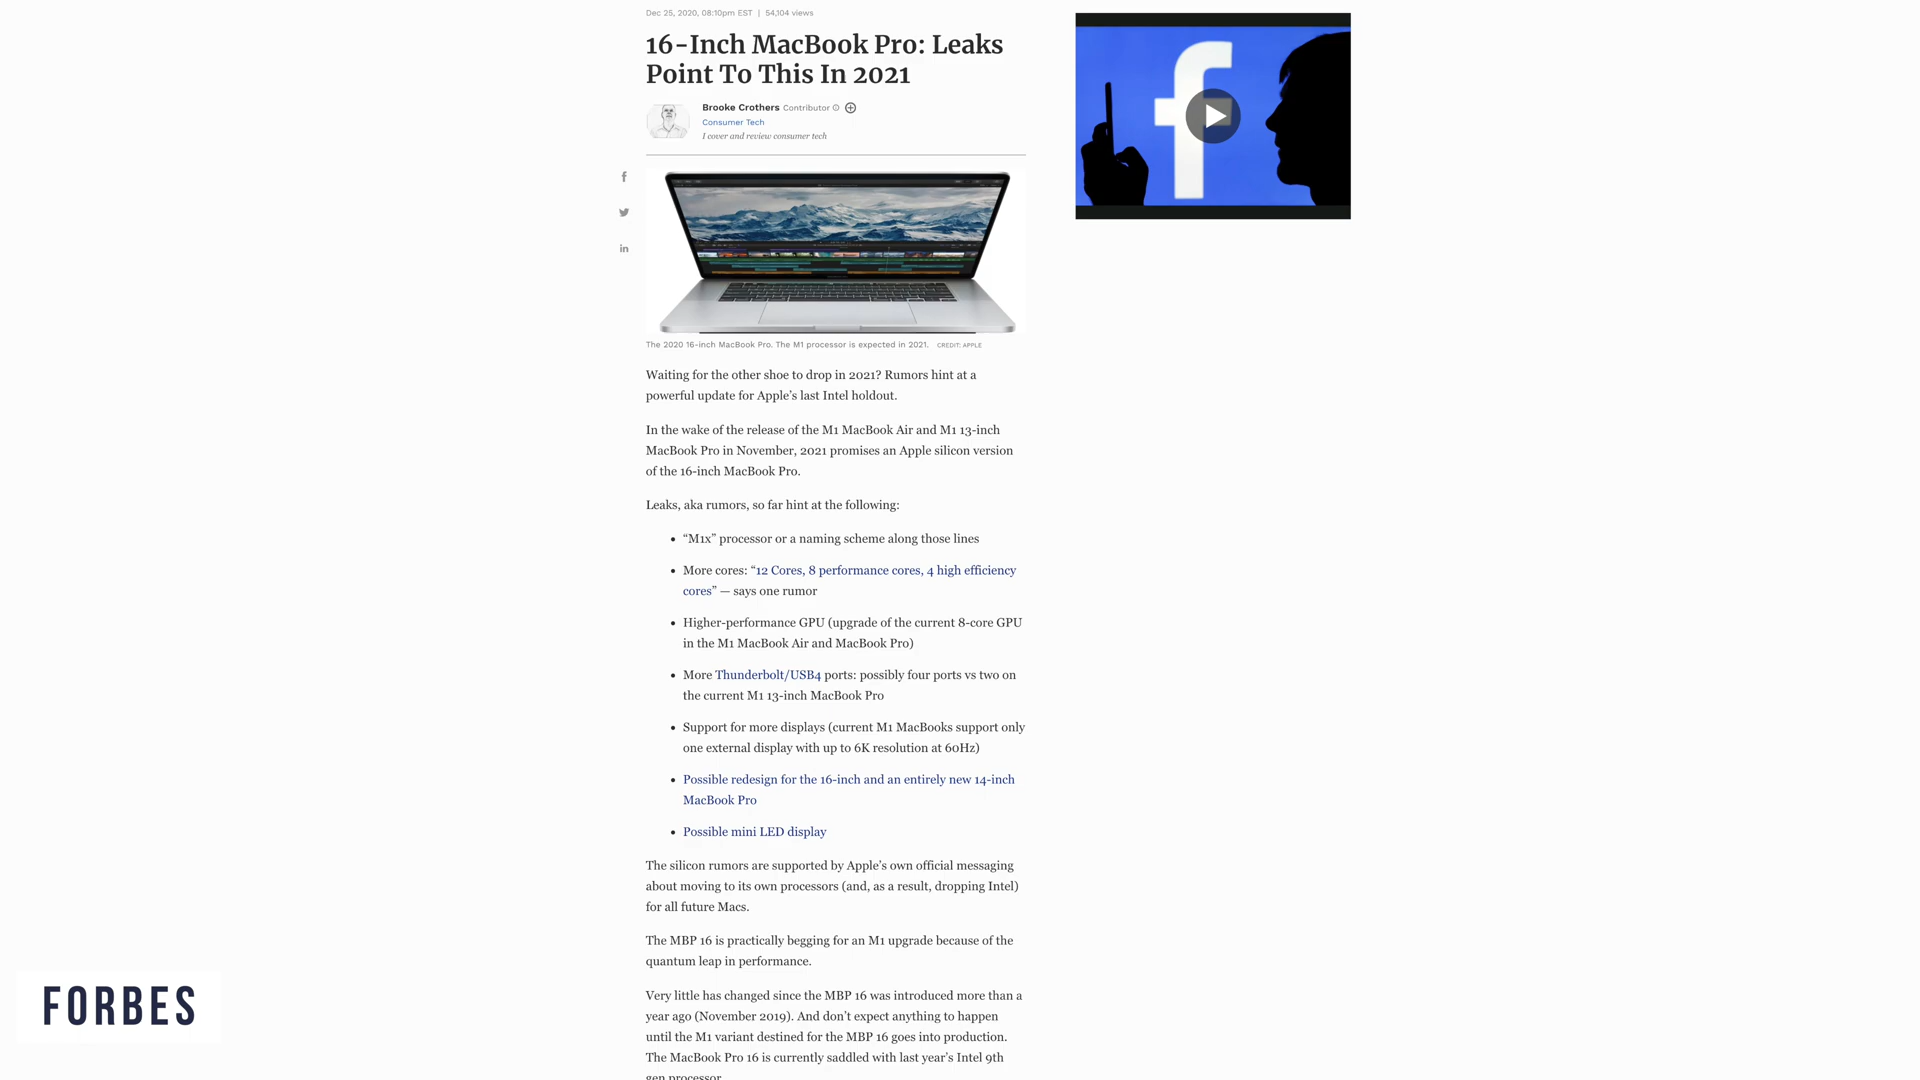 Dec 25, 2020, 08:10pm EST | 54,104 views
16-Inch MacBook Pro: Leaks
Point To This In 2021
Brooke Crothers Contributor
Consumer Tech
I cover and review consumer tech
The 2020 16-inch MacBook Pro. The M1 processor is expected in 2021. CREDIT: APPLE
Waiting for the other shoe to drop in 2021? Rumors hint at a
powerful update for Apple’s last Intel holdout.
In the wake of the release of the M1 MacBook Air and M1 13-inch
MacBook Pro in November, 2021 promises an Apple silicon version
of the 16-inch MacBook Pro.
Leaks, aka rumors, so far hint at the following:
• “M1x” processor or a naming scheme along those lines
• More cores: “12 Cores, 8 performance cores, 4 high efficiency
cores” — says one rumor
• Higher-performance GPU (upgrade of the current 8-core GPU
in the M1 MacBook Air and MacBook Pro)
• More Thunderbolt/USB4 ports: possibly four ports vs two on
the current M1 13-inch MacBook Pro
• Support for more displays (current M1 MacBooks support only
one external display with up to 6K resolution at 60Hz)
• Possible redesign for the 16-inch and an entirely new 14-inch
MacBook Pro
• Possible mini LED display
The silicon rumors are supported by Apple’s own official messaging
about moving to its own processors (and, as a result, dropping Intel)
for all future Macs.
The MBP 16 is practically begging for an M1 upgrade because of the
quantum leap in performance.
Very little has changed since the MBP 16 was introduced more than a
year ago (November 2019). And don’t expect anything to happen
until the M1 variant destined for the MBP 16 goes into production.
The MacBook Pro 16 is currently saddled with last year’s Intel 9th
gen processor.
FORBES